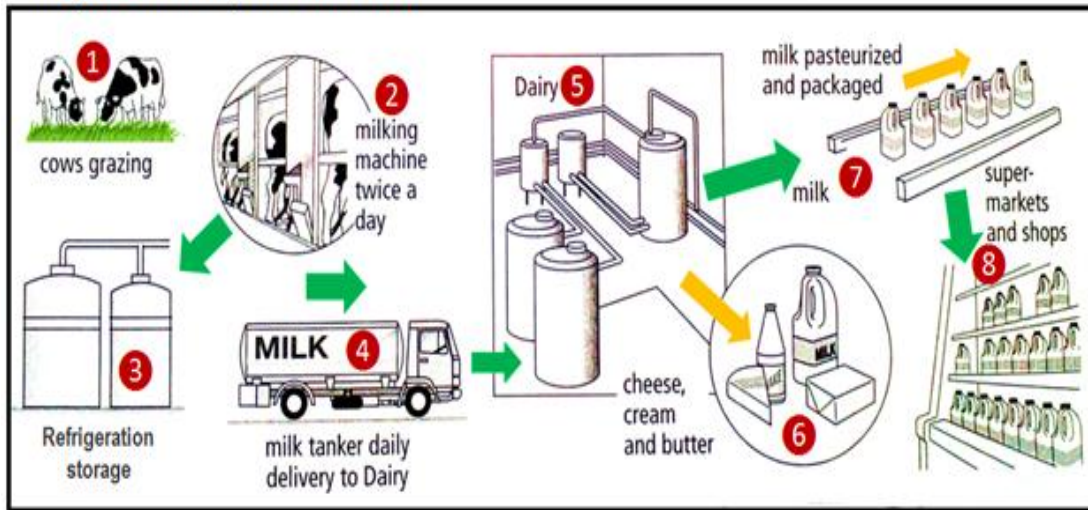 1
cows grazing
2
milking
machine
twice a
day
3
Refrigeration
storage
MILK
4
milk tanker daily
delivery to Dairy
Dairy
5
cheese,
cream
and butter
MILK
6
milk pasteurized
and packaged
milk
7
super-
markets
and shops
8